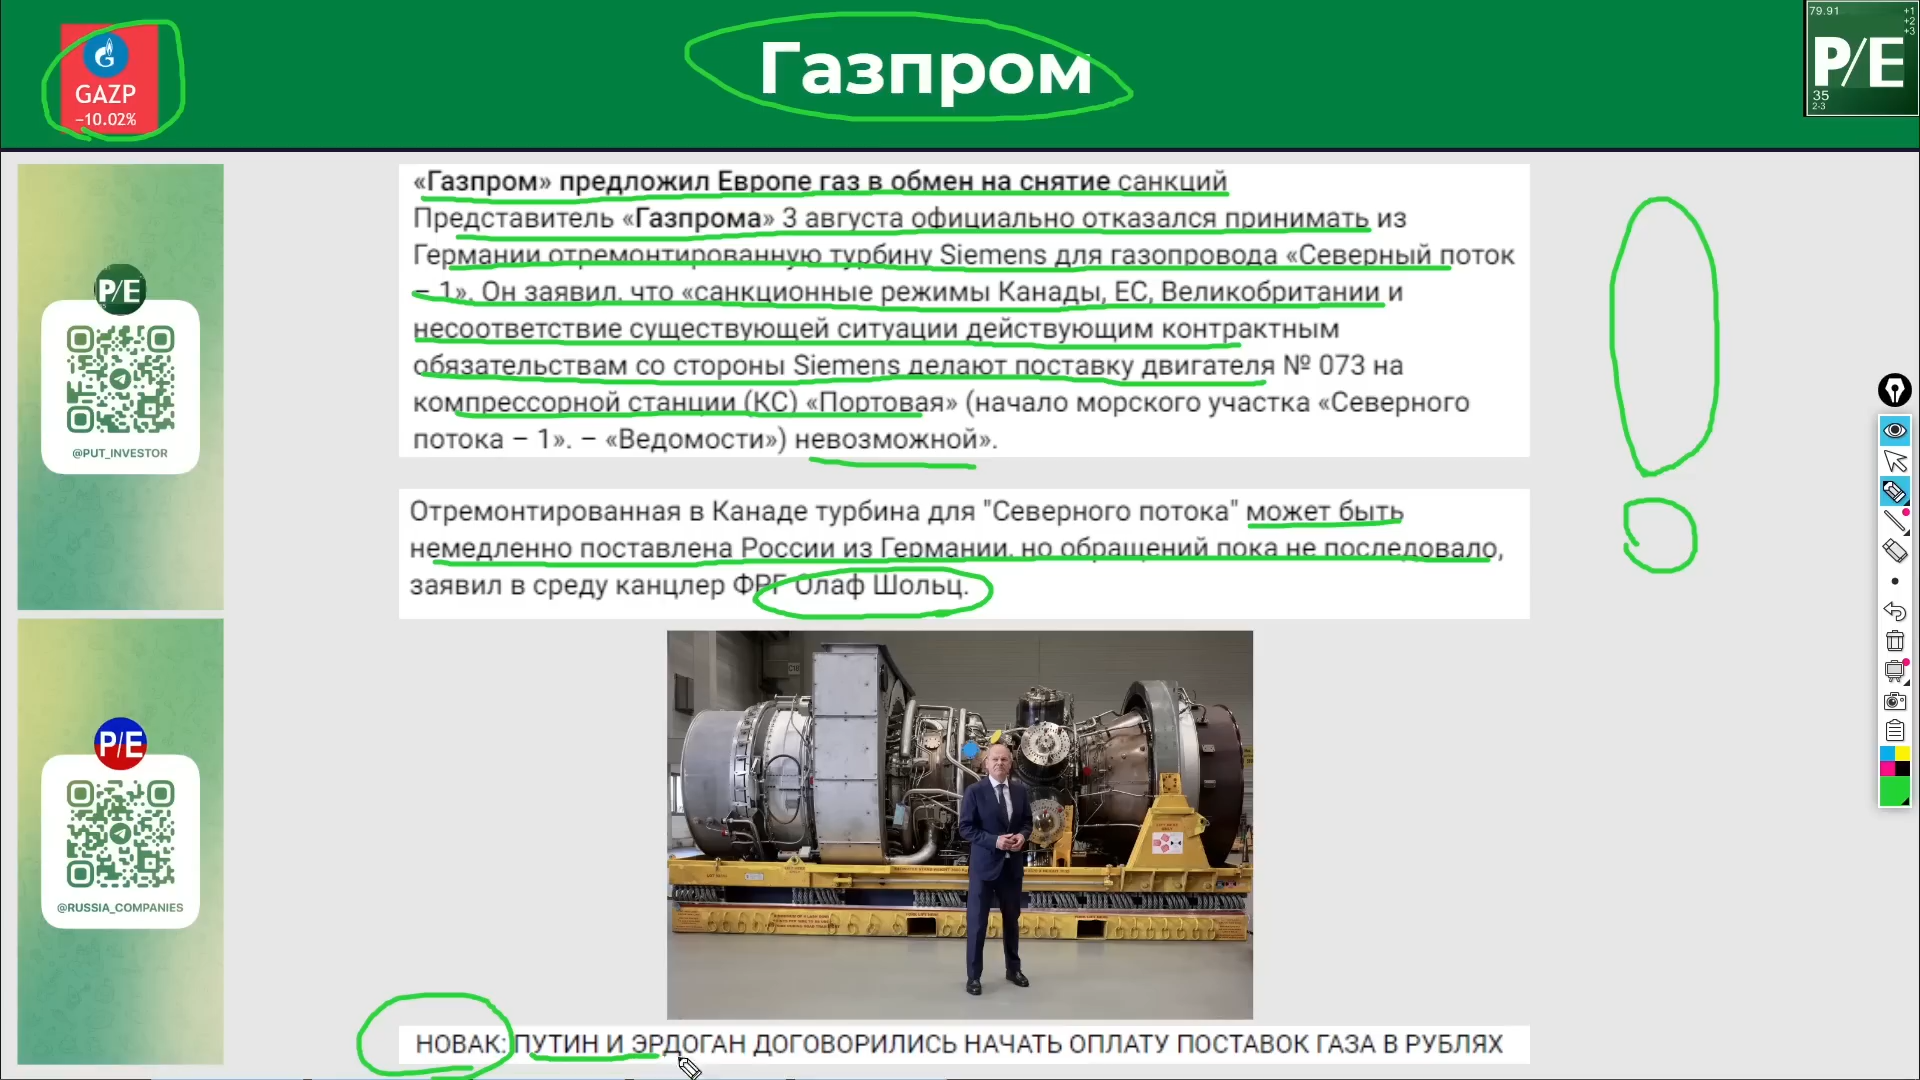 GAZP
−10.02%
Газпром
79.91
+1
+2
+3
P/E
35
2-3
P/E
@PUT_INVESTOR
«Газпром» предложил Европе газ в обмен на снятие санкций
Представитель «Газпрома» 3 августа официально отказался принимать из
Германии отремонтированную турбину Siemens для газопровода «Северный поток
– 1». Он заявил, что «санкционные режимы Канады, ЕС, Великобритании и
несоответствие существующей ситуации действующим контрактным
обязательствам со стороны Siemens делают поставку двигателя № 073 на
компрессорной станции (КС) «Портовая» (начало морского участка «Северного
потока – 1». – «Ведомости») невозможной».
Отремонтированная в Канаде турбина для "Северного потока" может быть
немедленно поставлена России из Германии, но обращений пока не последовало,
заявил в среду канцлер ФРГ Олаф Шольц.
P/E
@RUSSIA_COMPANIES
НОВАК: ПУТИН И ЭРДОГАН ДОГОВОРИЛИСЬ НАЧАТЬ ОПЛАТУ ПОСТАВОК ГАЗА В РУБЛЯХ